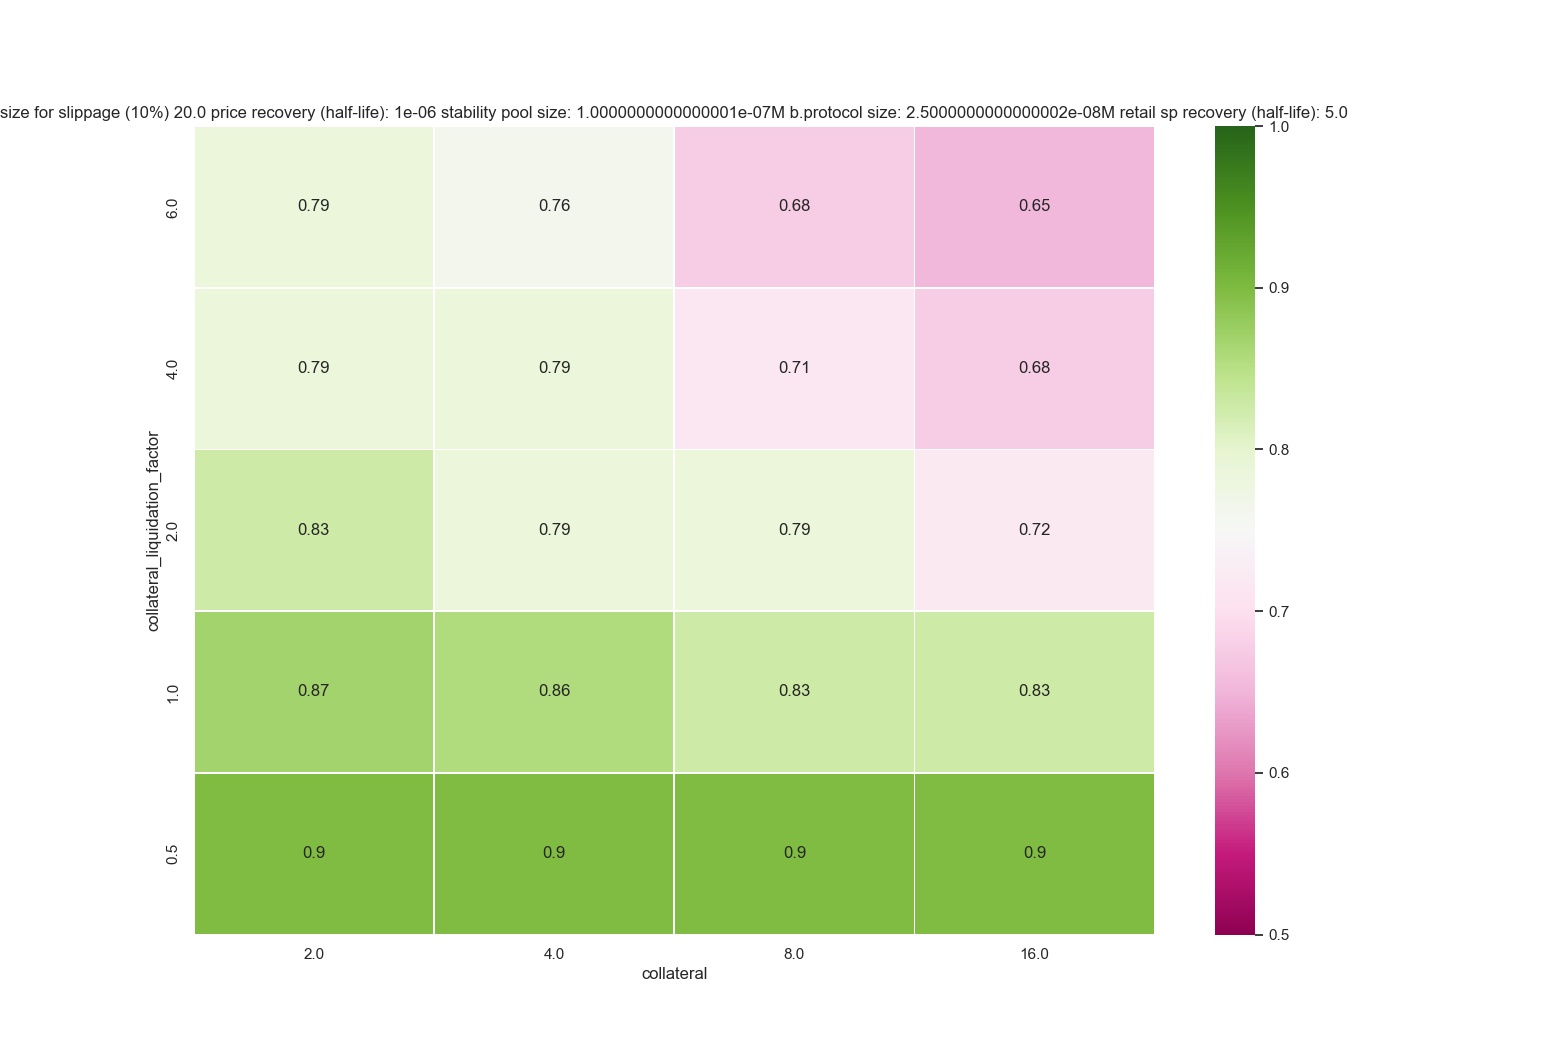 size for slippage (10%) 20.0 price recovery (half-life): 1e-06 stability pool size: 1.0000000000000001e-07M b.protocol size: 2.5000000000000002e-08M retail sp recovery (half-life): 5.0
collateral_liquidation_factor
6.0 0.79 0.76 0.68 0.65
4.0 0.79 0.79 0.71 0.68
2.0 0.83 0.79 0.79 0.72
1.0 0.87 0.86 0.83 0.83
0.5 0.9 0.9 0.9 0.9
2.0 4.0 8.0 16.0
collateral
1.0
0.9
0.8
0.7
0.6
0.5